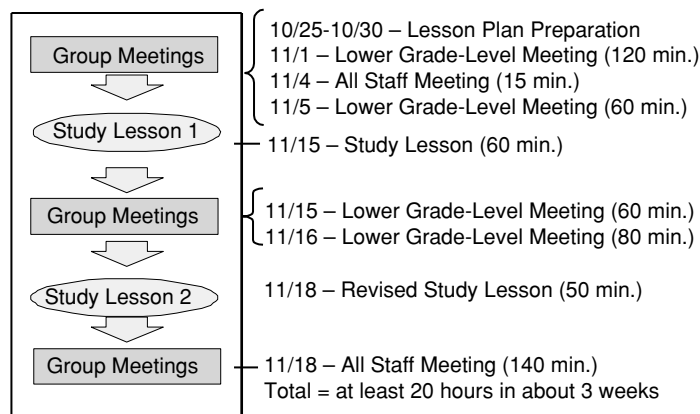 10/25-10/30 – Lesson Plan Preparation
Group Meetings
11/1 – Lower Grade-Level Meeting (120 min.)
11/4 – All Staff Meeting (15 min.)
11/5 – Lower Grade-Level Meeting (60 min.)
Study Lesson 1
11/15 – Study Lesson (60 min.)
Group Meetings
11/15 – Lower Grade-Level Meeting (60 min.)
11/16 – Lower Grade-Level Meeting (80 min.)
Study Lesson 2
11/18 – Revised Study Lesson (50 min.)
Group Meetings
11/18 – All Staff Meeting (140 min.)
Total = at least 20 hours in about 3 weeks